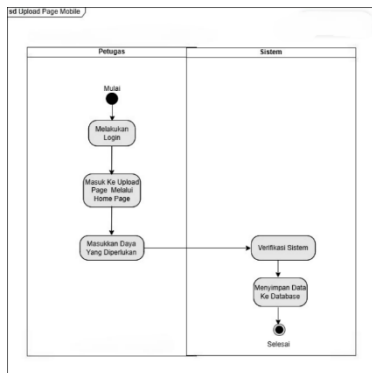 sd Upload Page Mobile
Petugas
Sistem
Mulai
Melakukan
Login
Masuk Ke Upload
Page Melalui
Home Page
Masukkan Daya
Yang Diperlukan
Verifikasi Sistem
Menyimpan Data
Ke Database
Selesai